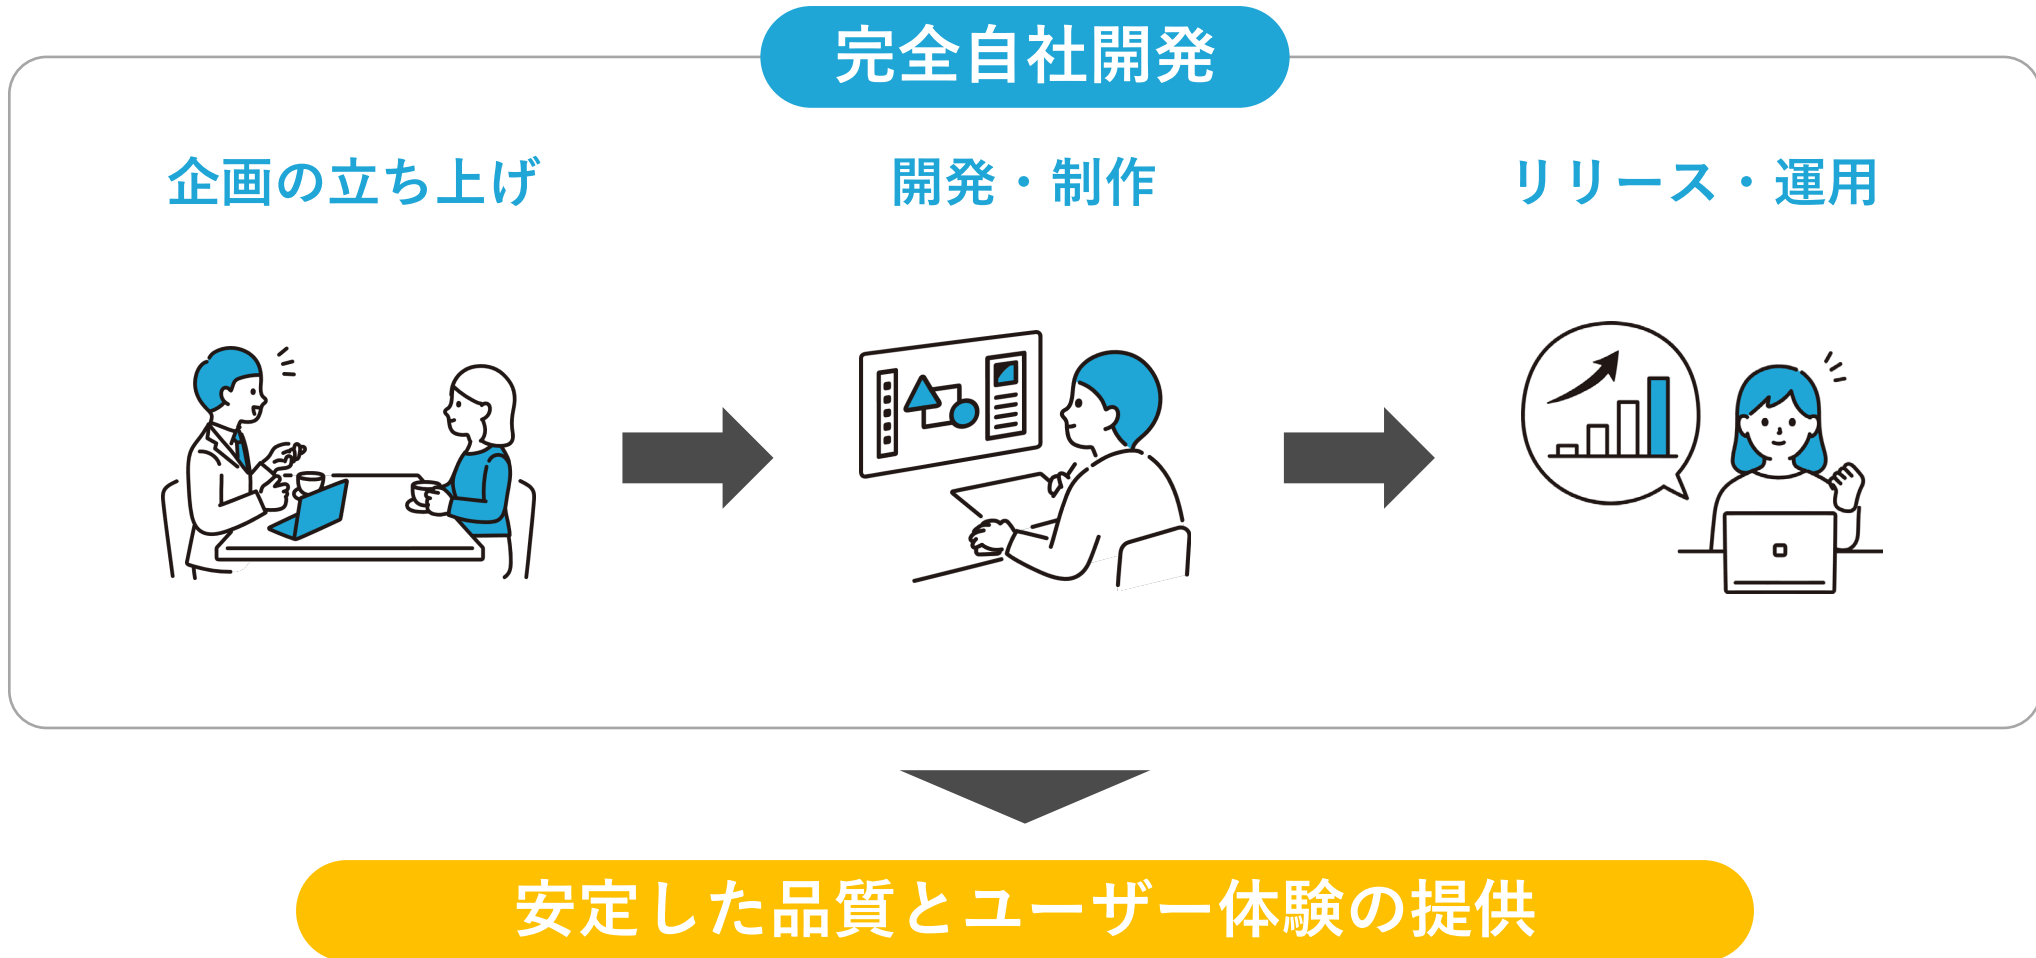 完全自社開発
企画の立ち上げ
開発・制作
リリース・運用
安定した品質とユーザー体験の提供